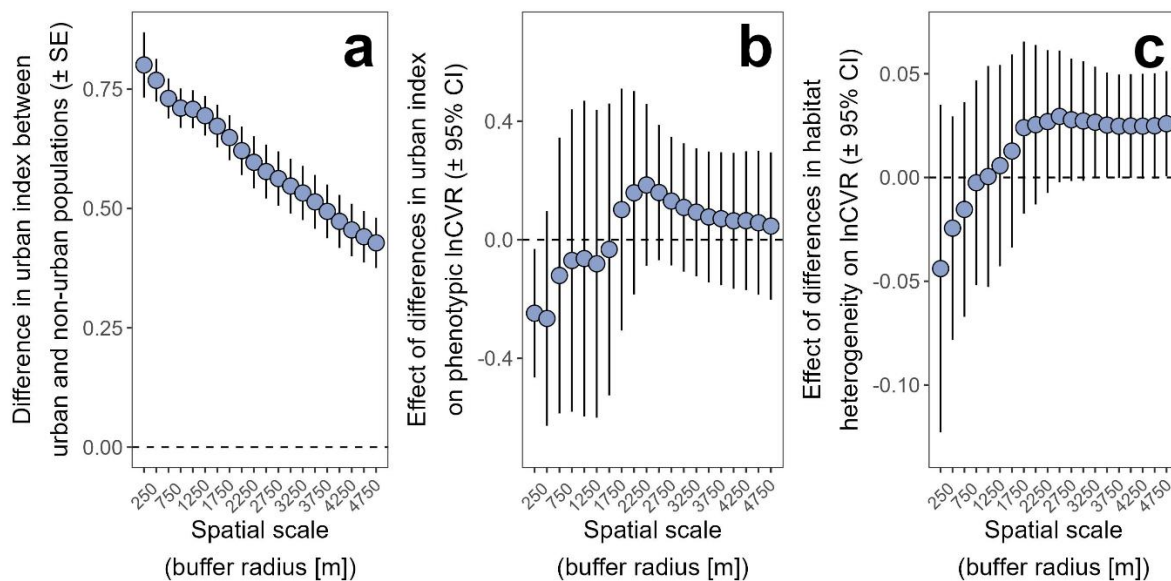 a
Difference in urban index between
urban and non-urban populations (± SE)
0.75
0.50
0.25
0.00
250
750
1250
1750
2250
2750
3250
3750
4250
4750
Spatial scale
(buffer radius [m])
b
Effect of differences in urban index
on phenotypic lnCVR (± 95% CI)
0.4
0.0
-0.4
250
750
1250
1750
2250
2750
3250
3750
4250
4750
Spatial scale
(buffer radius [m])
c
Effect of differences in habitat
heterogeneity on lnCVR (± 95% CI)
0.05
0.00
-0.05
-0.10
250
750
1250
1750
2250
2750
3250
3750
4250
4750
Spatial scale
(buffer radius [m])